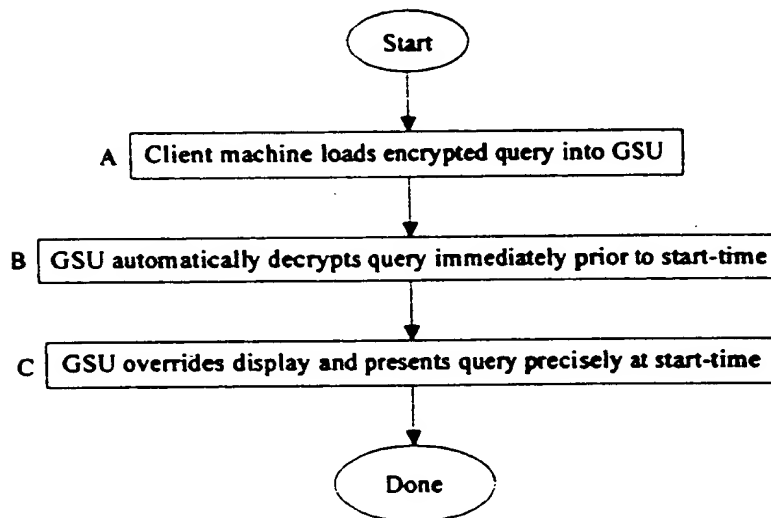 Start
A Client machine loads encrypted query into GSU
B GSU automatically decrypts query immediately prior to start-time
C GSU overrides display and presents query precisely at start-time
Done